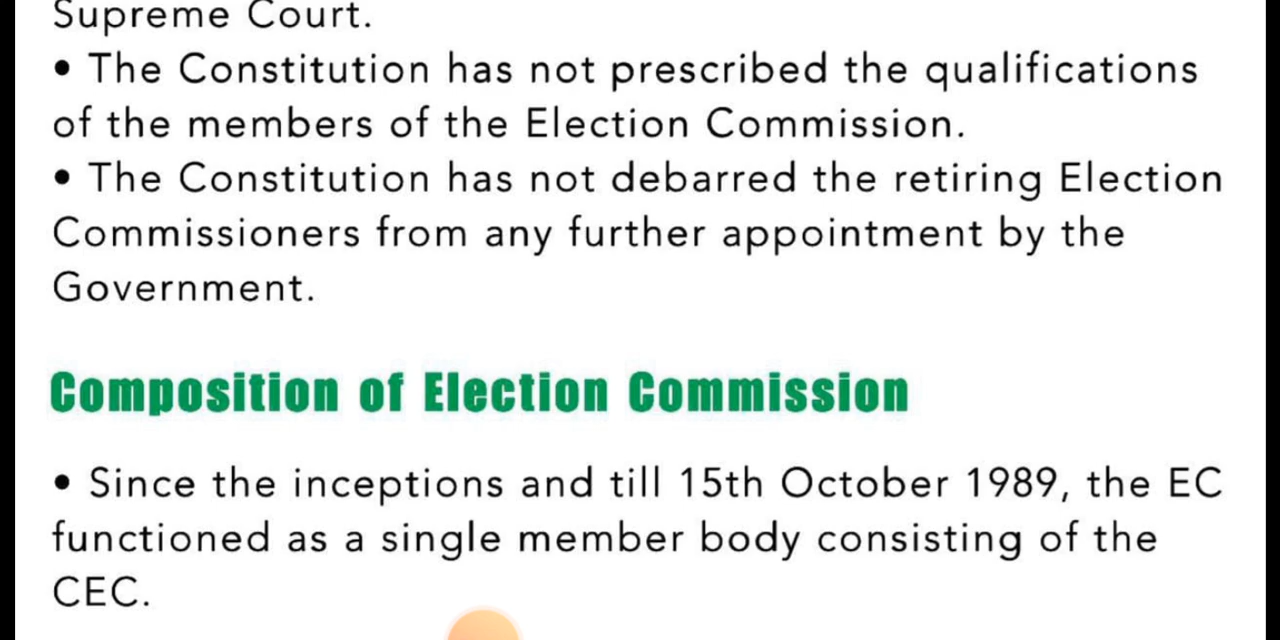 Supreme Court.
• The Constitution has not prescribed the qualifications
of the members of the Election Commission.
• The Constitution has not debarred the retiring Election
Commissioners from any further appointment by the
Government.
Composition of Election Commission
• Since the inceptions and till 15th October 1989, the EC
functioned as a single member body consisting of the
CEC.